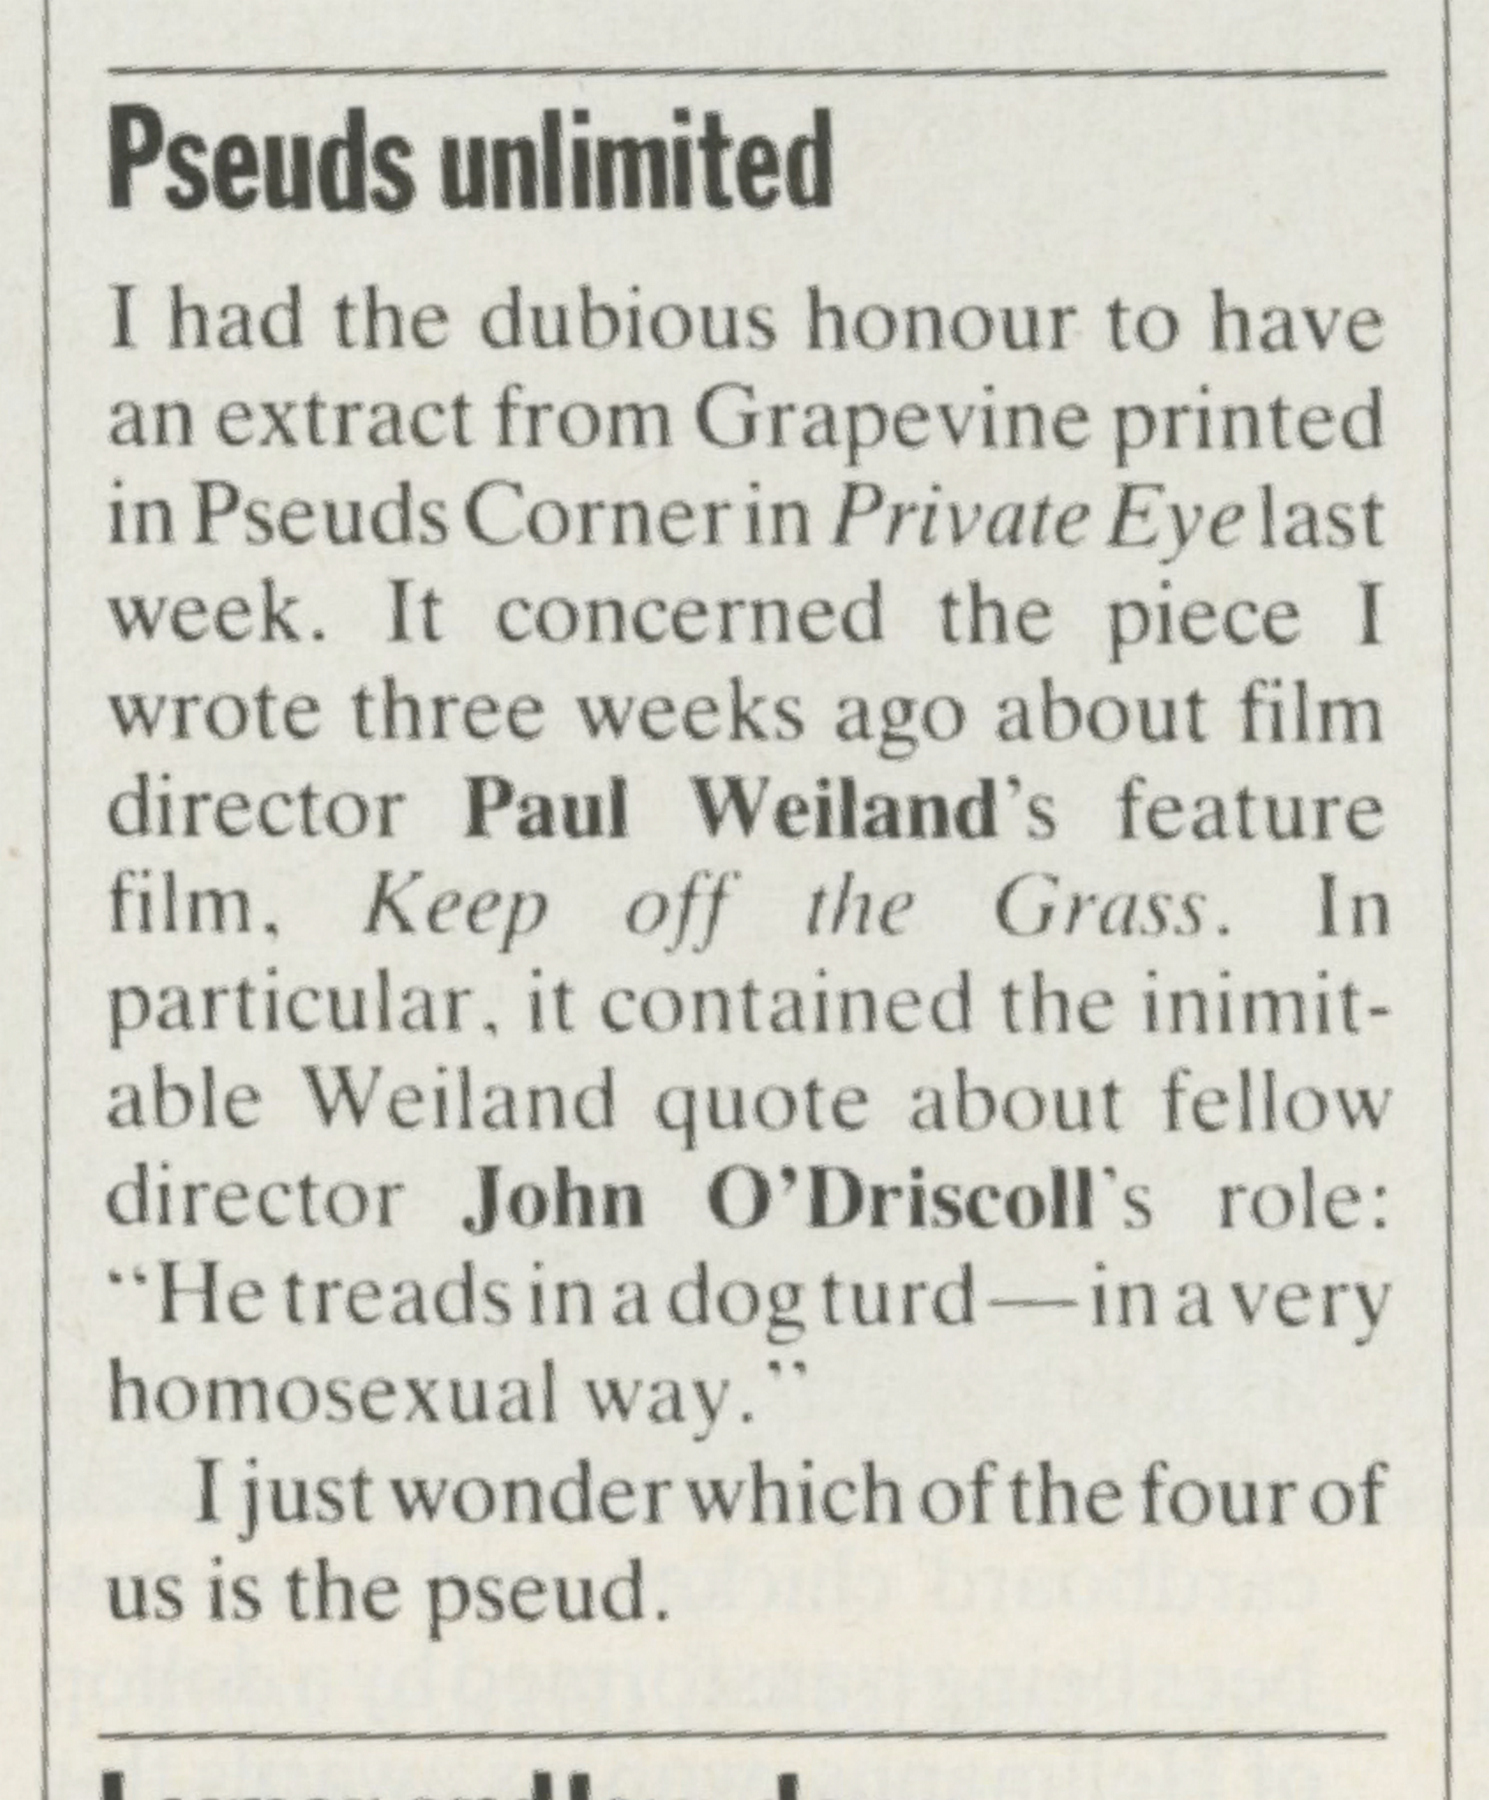 Pseuds unlimited
I had the dubious honour to have
an extract from Grapevine printed
in Pseuds Corner in Private Eye last
week. It concerned the piece I
wrote three weeks ago about film
director Paul Weiland's feature
film, Keep off the Grass. In
particular, it contained the inimit-
able Weiland quote about fellow
director John O'Driscoll's role:
“He treads in a dog turd — in a very
homosexual way.”
I just wonder which of the four of
us is the pseud.